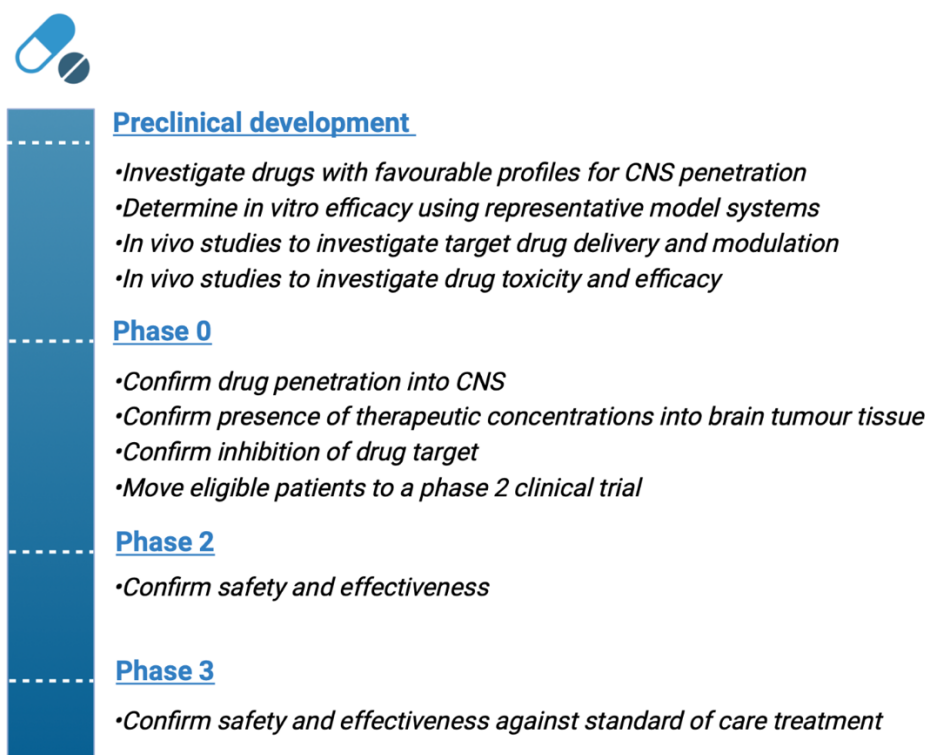 Preclinical development
•Investigate drugs with favourable profiles for CNS penetration
•Determine in vitro efficacy using representative model systems
•In vivo studies to investigate target drug delivery and modulation
•In vivo studies to investigate drug toxicity and efficacy
Phase 0
•Confirm drug penetration into CNS
•Confirm presence of therapeutic concentrations into brain tumour tissue
•Confirm inhibition of drug target
•Move eligible patients to a phase 2 clinical trial
Phase 2
•Confirm safety and effectiveness
Phase 3
•Confirm safety and effectiveness against standard of care treatment